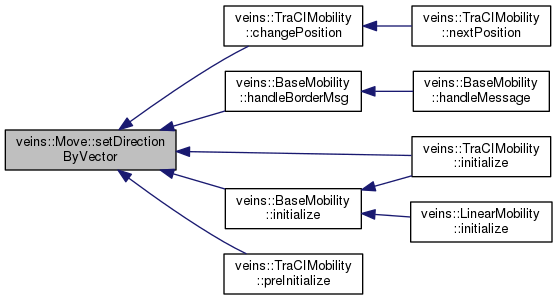 veins::TraCIMobility
::changePosition
veins::TraCIMobility
::nextPosition
veins::BaseMobility
::handleBorderMsg
veins::BaseMobility
::handleMessage
veins::Move::setDirection
ByVector
veins::TraCIMobility
::initialize
veins::BaseMobility
::initialize
veins::LinearMobility
::initialize
veins::TraCIMobility
::preInitialize